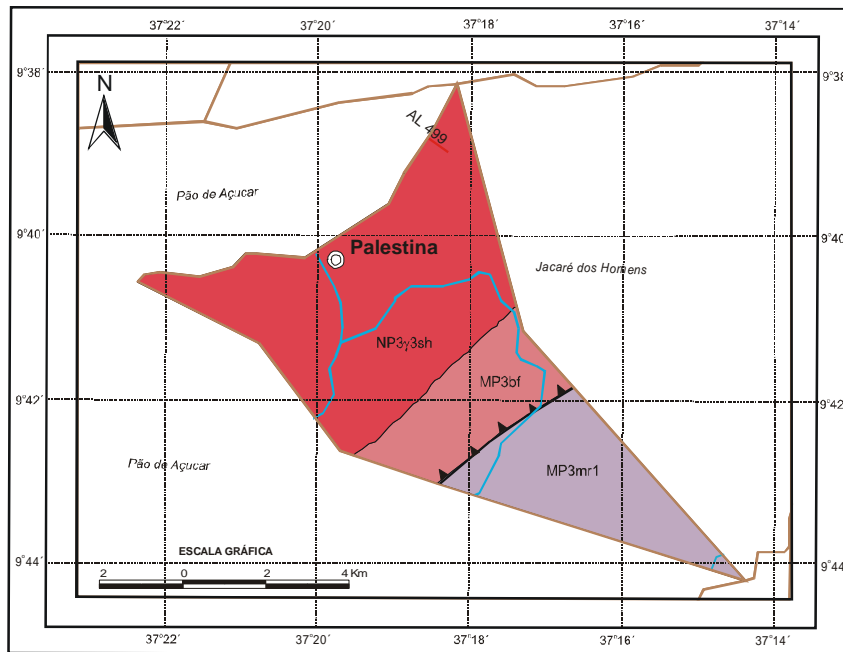 37°22´ 37°20´ 37°18´ 37°16´ 37°14´
9°38´ 9°38´
N
AL 499
Pão de Açucar
9°40´ 9°40´
Palestina
Jacaré dos Homens
NP3γ3sh
MP3bf
9°42´ 9°42´
Pão de Açucar
MP3mr1
ESCALA GRÁFICA
9°44´ 9°44´
2 0 2 4 Km
37°22´ 37°20´ 37°18´ 37°16´ 37°14´